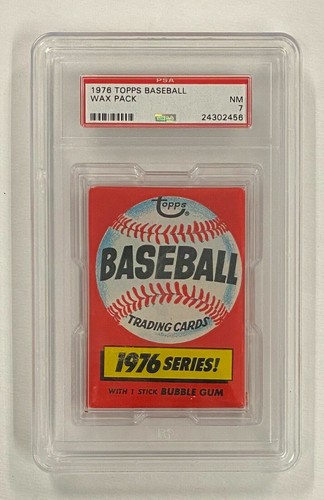 PSA
1976 TOPPS BASEBALL
WAX PACK
NM
7
24302456
Topps®
BASEBALL
TRADING CARDS
1976 SERIES!
WITH 1 STICK BUBBLE GUM